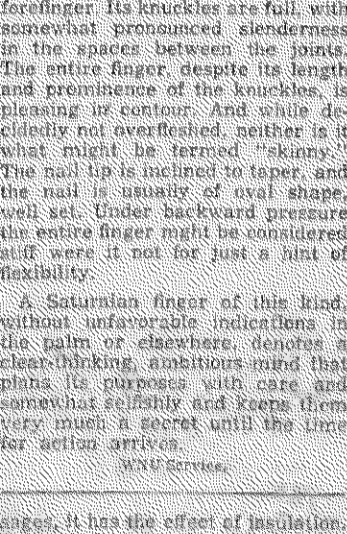 forefinger. Its knuckles are full, with
somewhat pronounced slenderness
in the spaces between the joints.
The entire finger, despite its length
and prominence of the knuckles, is
pleasing in contour. And while de-
cidedly not overfleshed, neither is it
what might be termed "skinny."
The nail tip is inclined to taper, and
the nail is usually of oval shape,
well set. Under backward pressure
the entire finger might be considered
stiff were it not for just a hint of
flexibility.
A Saturnian finger of this kind,
without unfavorable indications in
the palm or elsewhere, denotes a
clear-thinking, ambitious mind that
plans its purposes with care and
somewhat selfishly and keeps them
very much a secret until the time
for action arrives.
WNU Service.
sages, it has the effect of insulation.